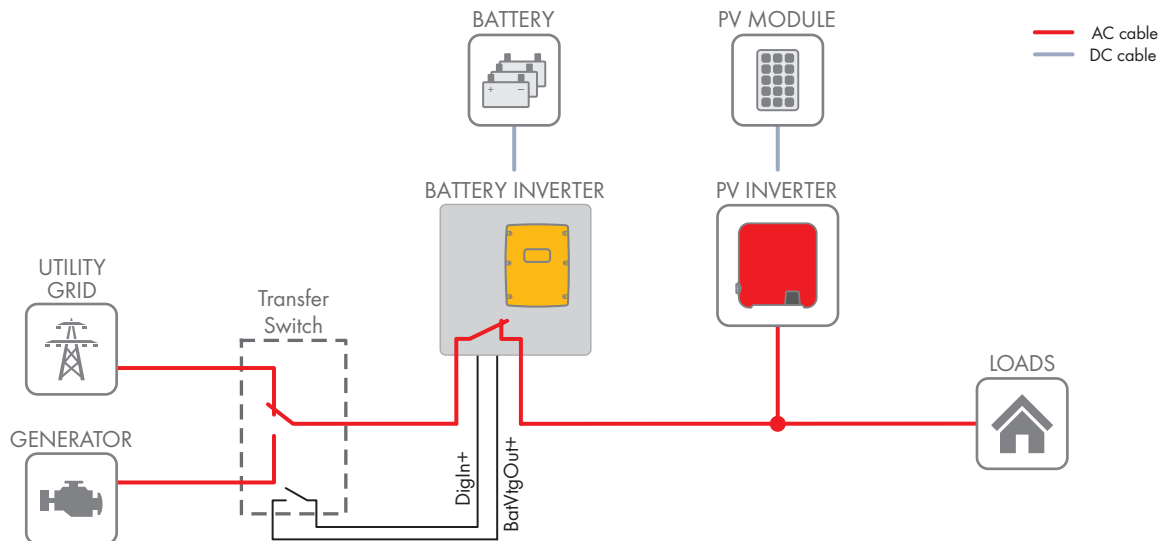 BATTERY
PV MODULE
AC cable
DC cable
+ −
BATTERY INVERTER
PV INVERTER
UTILITY
GRID
Transfer
Switch
LOADS
GENERATOR
DigIn+
BatVtgOut+